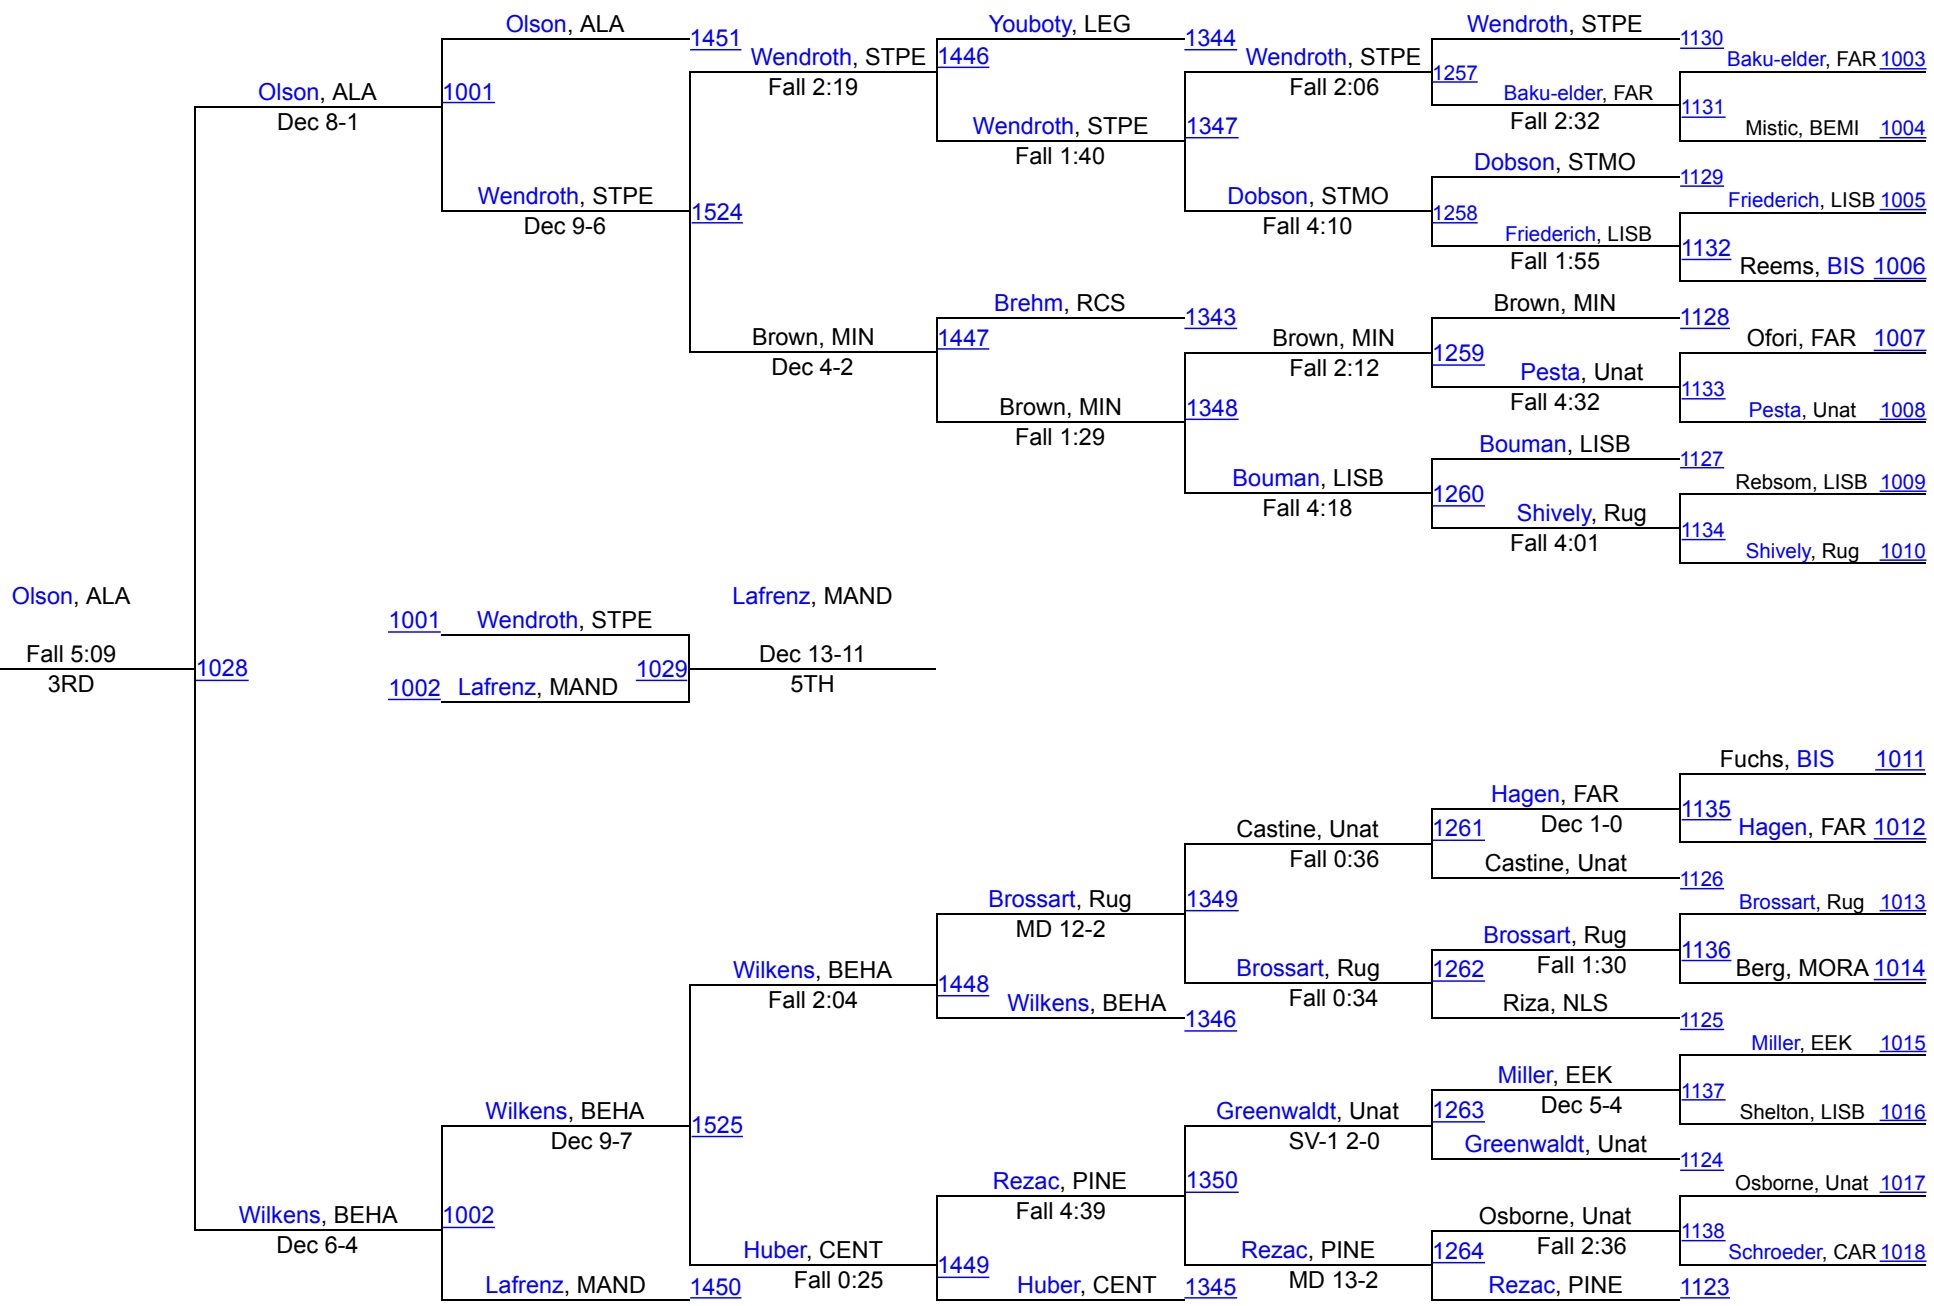 Olson, ALA
1451
Youboty, LEG
1344
Wendroth, STPE
1130
Wendroth, STPE
1446
Wendroth, STPE
1257
Baku-elder, FAR 1003
Fall 2:19
Fall 2:06
Olson, ALA
1001
Baku-elder, FAR
1131
Dec 8-1
Fall 2:32
Wendroth, STPE
1347
Mistic, BEMI 1004
Fall 1:40
Dobson, STMO
1129
Wendroth, STPE
1524
Dobson, STMO
1258
Friederich, LISB 1005
Dec 9-6
Fall 4:10
Friederich, LISB
1132
Fall 1:55
Reems, BIS 1006
Brehm, RCS
1343
Brown, MIN
1128
Brown, MIN
1447
Brown, MIN
1259
Ofori, FAR 1007
Dec 4-2
Fall 2:12
Pesta, Unat
1133
Fall 4:32
Brown, MIN
1348
Pesta, Unat 1008
Fall 1:29
Bouman, LISB
1127
Bouman, LISB
1260
Rebsom, LISB 1009
Fall 4:18
Shively, Rug
1134
Fall 4:01
Shively, Rug 1010
Olson, ALA
Lafrenz, MAND
1001 Wendroth, STPE
Fall 5:09
1028
1029
Dec 13-11
3RD
1002 Lafrenz, MAND
5TH
Fuchs, BIS 1011
Hagen, FAR
1135
Dec 1-0
Castine, Unat
1261
Hagen, FAR 1012
Fall 0:36
Castine, Unat
1126
Brossart, Rug
1349
Brossart, Rug 1013
MD 12-2
Brossart, Rug
1136
Fall 1:30
Wilkens, BEHA
1448
Brossart, Rug
1262
Berg, MORA 1014
Fall 2:04
Fall 0:34
Wilkens, BEHA
1346
Riza, NLS
1125
Miller, EEK 1015
Miller, EEK
1137
Dec 5-4
Wilkens, BEHA
1525
Greenwaldt, Unat
1263
Shelton, LISB 1016
Dec 9-7
SV-1 2-0
Greenwaldt, Unat
1124
Rezac, PINE
1350
Osborne, Unat 1017
Fall 4:39
Wilkens, BEHA
1002
Osborne, Unat
1138
Dec 6-4
Fall 2:36
Huber, CENT
1449
Rezac, PINE
1264
Schroeder, CAR 1018
Fall 0:25
MD 13-2
Lafrenz, MAND
1450
Huber, CENT
1345
Rezac, PINE
1123